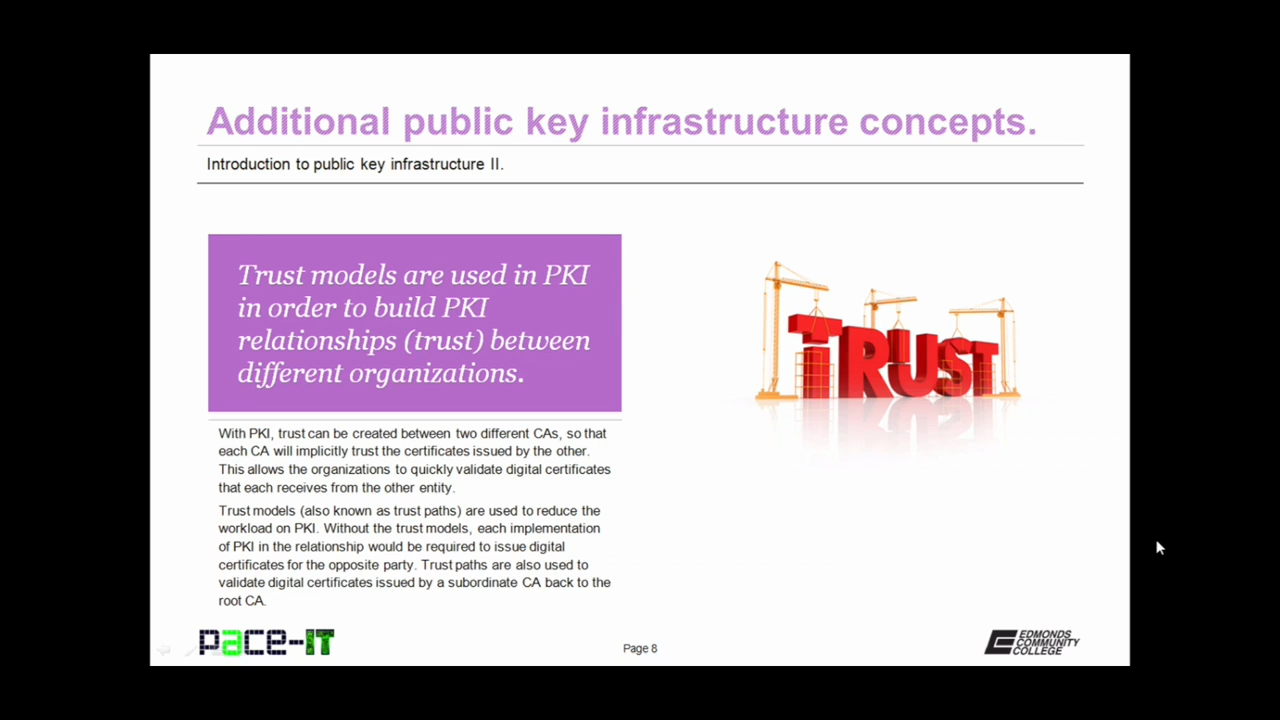 Additional public key infrastructure concepts.
Introduction to public key infrastructure II.
Trust models are used in PKI
in order to build PKI
relationships (trust) between
different organizations.
TRUST
With PKI, trust can be created between two different CAs, so that
each CA will implicitly trust the certificates issued by the other.
This allows the organizations to quickly validate digital certificates
that each receives from the other entity.
Trust models (also known as trust paths) are used to reduce the
workload on PKI. Without the trust models, each implementation
of PKI in the relationship would be required to issue digital
certificates for the opposite party. Trust paths are also used to
validate digital certificates issued by a subordinate CA back to the
root CA.
pace-IT
Page 8
EDMONDS
COMMUNITY
COLLEGE